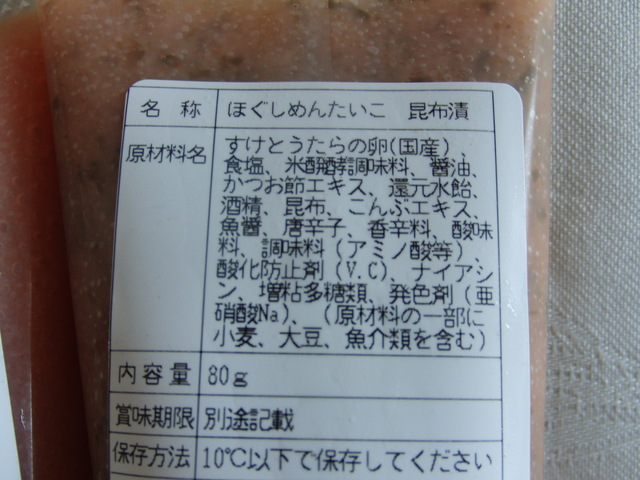 名称 ほぐしめんたいこ 昆布漬
原材料名 すけとうたらの卵(国産)、
食塩、米醗酵調味料、醤油、
かつお節エキス、還元水飴、
酒精、昆布、こんぶエキス、
魚醤、唐辛子、香辛料、酸味
料、調味料(アミノ酸等)、
酸化防止剤(V.C)、ナイアシ
ン、増粘多糖類、発色剤(亜
硝酸Na)、(原材料の一部に
小麦、大豆、魚介類を含む)
内容量 80g
賞味期限 別途記載
保存方法 10℃以下で保存してください